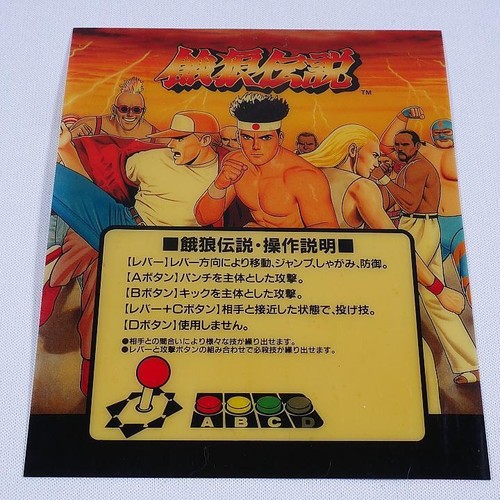 餓狼伝説
TM
■餓狼伝説・操作説明■
【レバー】レバー方向により移動、ジャンプ、しゃがみ、防御。
【Aボタン】パンチを主体とした攻撃。
【Bボタン】キックを主体とした攻撃。
【レバー+Cボタン】相手と接近した状態で、投げ技。
【Dボタン】使用しません。
●相手との間合いにより様々な技が繰り出せます。
●レバーと攻撃ボタンの組み合わせで必殺技が繰り出せます。
A B C D